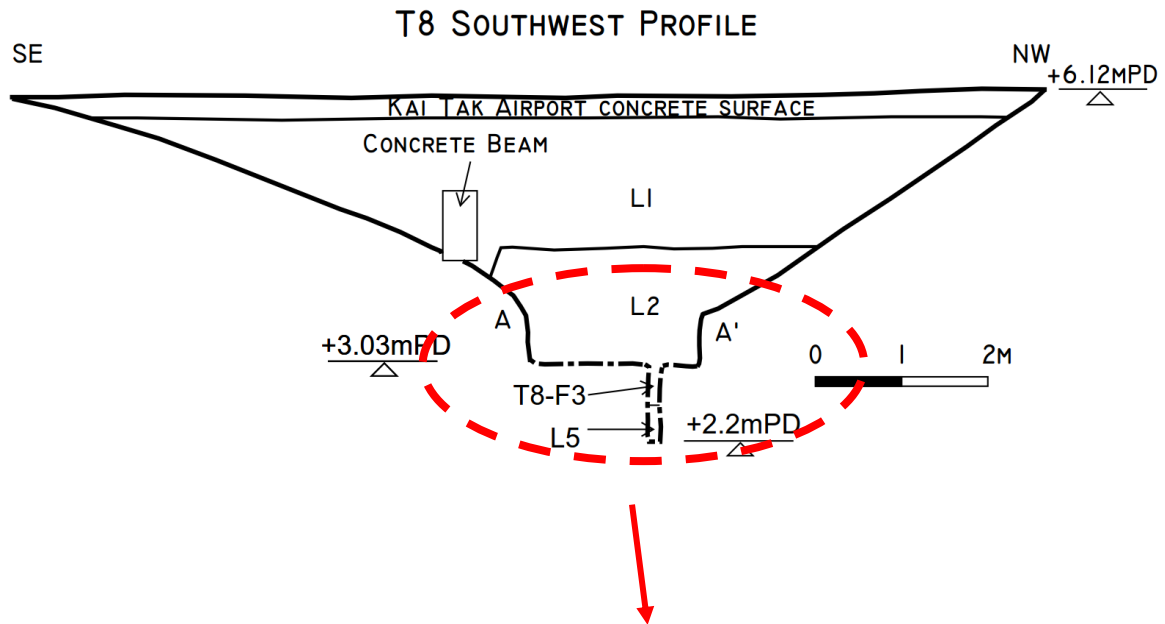 T8 SOUTHWEST PROFILE
SE
NW
+6.12MPD
KAI TAK AIRPORT CONCRETE SURFACE
CONCRETE BEAM
L1
L2
A
A'
+3.03mPD
0 1 2M
T8-F3
+2.2mPD
L5